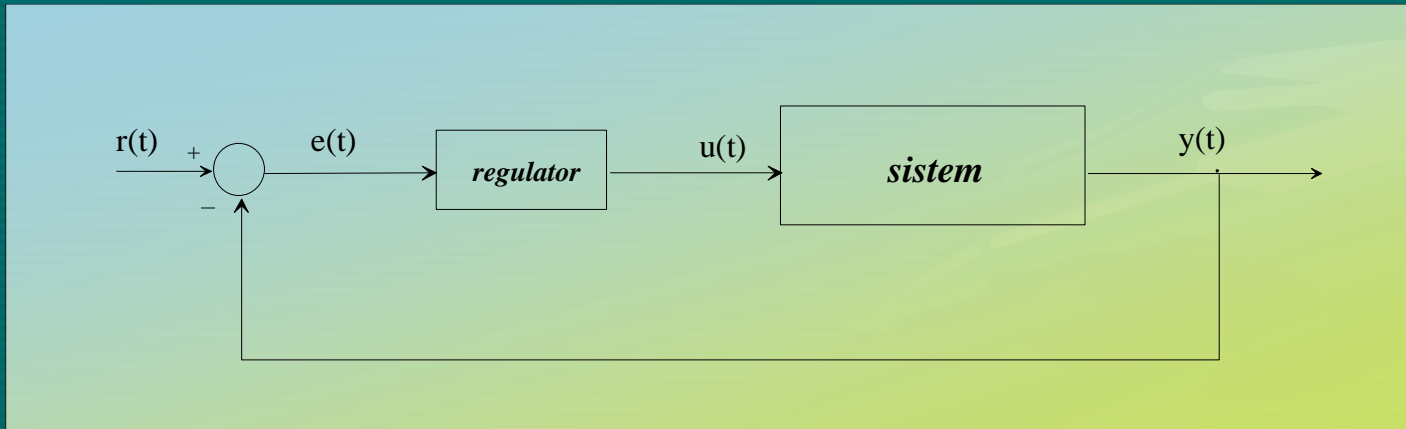 r(t)
+
e(t)
regulator
u(t)
sistem
y(t)
–